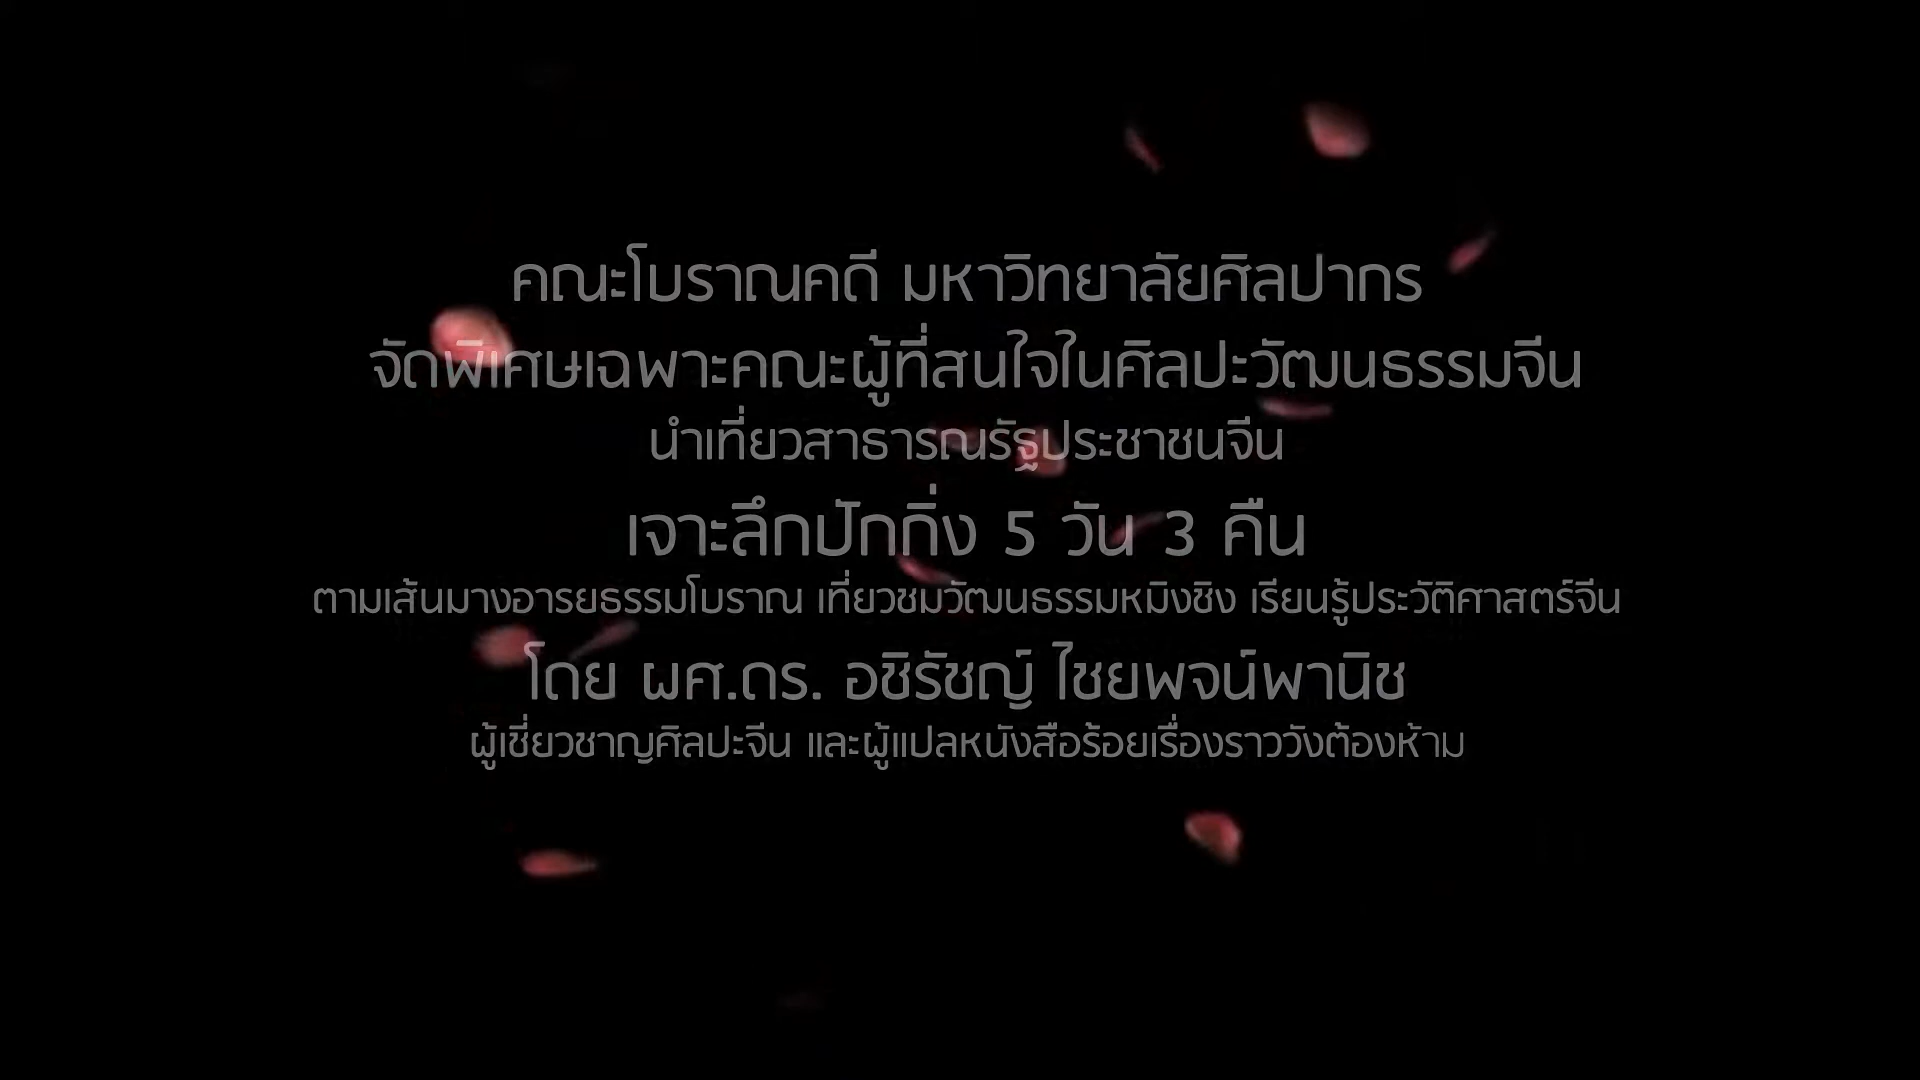 คณะโบราณคดี มหาวิทยาลัยศิลปากร
จัดพิเศษเฉพาะคณะผู้ที่สนใจในศิลปะวัฒนธรรมจีน
นำเที่ยวสาธารณรัฐประชาชนจีน
เจาะลึกปักกิ่ง 5 วัน 3 คืน
ตามเส้นมางอารยธรรมโบราณ เที่ยวชมวัฒนธรรมหมิงชิง เรียนรู้ประวัติศาสตร์จีน
โดย ผศ.ดร. อชิรัชญ์ ไชยพจน์พานิช
ผู้เชี่ยวชาญศิลปะจีน และผู้แปลหนังสือร้อยเรื่องราววังต้องห้าม